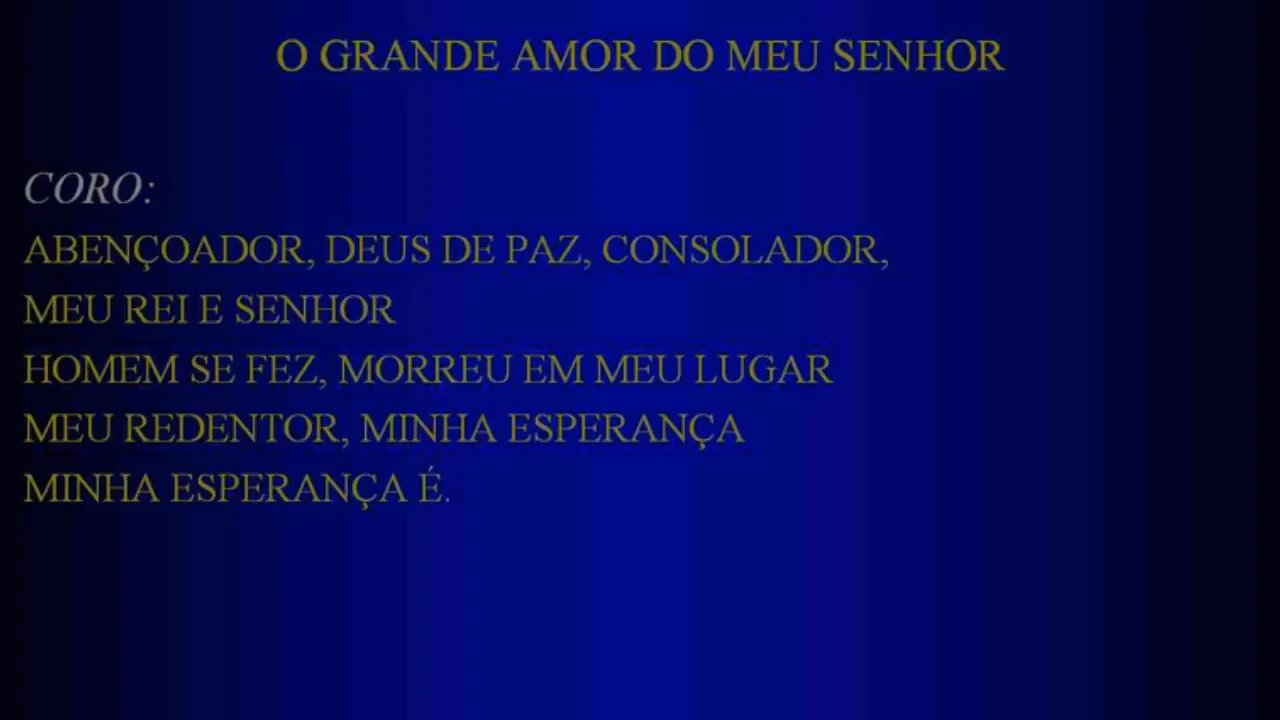 O GRANDE AMOR DO MEU SENHOR
CORO:
ABENÇOADOR, DEUS DE PAZ, CONSOLADOR,
MEU REI E SENHOR
HOMEM SE FEZ, MORREU EM MEU LUGAR
MEU REDENTOR, MINHA ESPERANÇA
MINHA ESPERANÇA É.